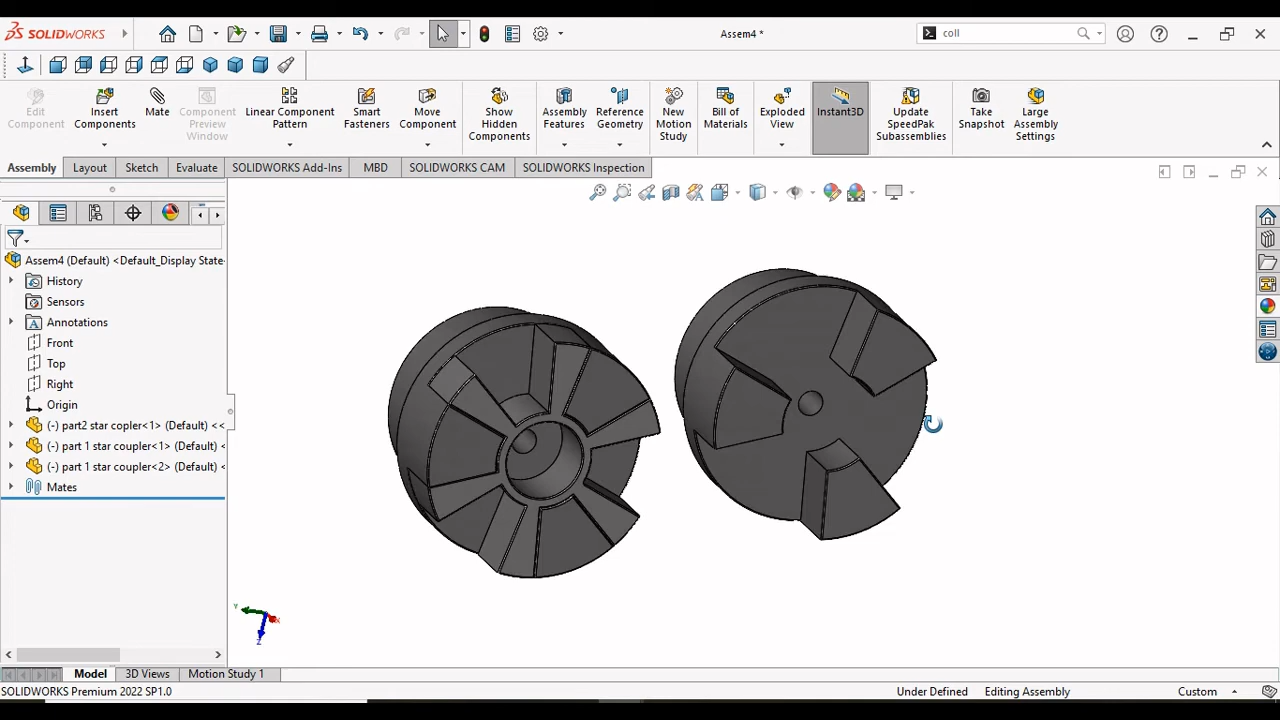 SOLIDWORKS
Assem4 *
coll
Edit Component
Insert Components
Mate
Component Preview Window
Linear Component Pattern
Smart Fasteners
Move Component
Show Hidden Components
Assembly Features
Reference Geometry
New Motion Study
Bill of Materials
Exploded View
Instant3D
Update SpeedPak Subassemblies
Take Snapshot
Large Assembly Settings
Assembly
Layout
Sketch
Evaluate
SOLIDWORKS Add-Ins
MBD
SOLIDWORKS CAM
SOLIDWORKS Inspection
Assem4 (Default) <Default_Display State-
History
Sensors
Annotations
Front
Top
Right
Origin
(-) part2 star copler<1> (Default) <<
(-) part 1 star coupler<1> (Default) <
(-) part 1 star coupler<2> (Default) <
Mates
Y
X
Z
Model
3D Views
Motion Study 1
SOLIDWORKS Premium 2022 SP1.0
Under Defined
Editing Assembly
Custom